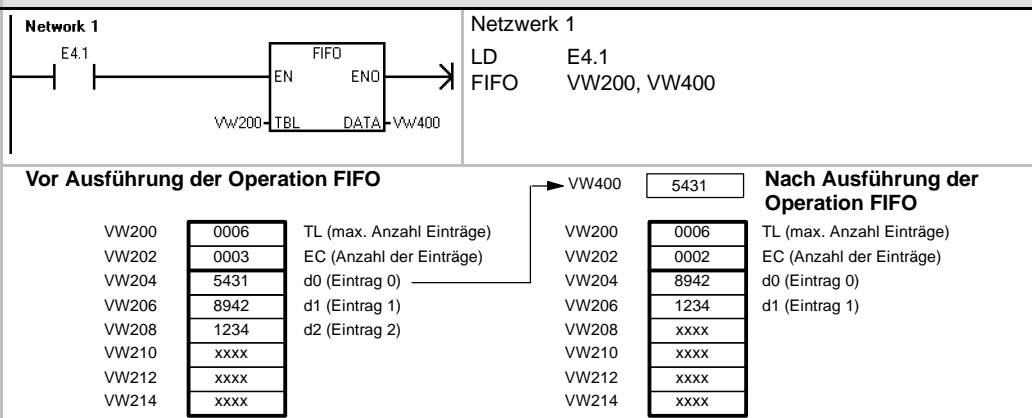 Network 1
E4.1
FIFO
EN ENO
VW200 TBL DATA VW400
Netzwerk 1
LD E4.1
FIFO VW200, VW400
Vor Ausführung der Operation FIFO
VW200 0006 TL (max. Anzahl Einträge)
VW202 0003 EC (Anzahl der Einträge)
VW204 5431 d0 (Eintrag 0)
VW206 8942 d1 (Eintrag 1)
VW208 1234 d2 (Eintrag 2)
VW210 xxxx
VW212 xxxx
VW214 xxxx
VW400 5431
Nach Ausführung der
Operation FIFO
VW200 0006 TL (max. Anzahl Einträge)
VW202 0002 EC (Anzahl der Einträge)
VW204 8942 d0 (Eintrag 0)
VW206 1234 d1 (Eintrag 1)
VW208 xxxx
VW210 xxxx
VW212 xxxx
VW214 xxxx